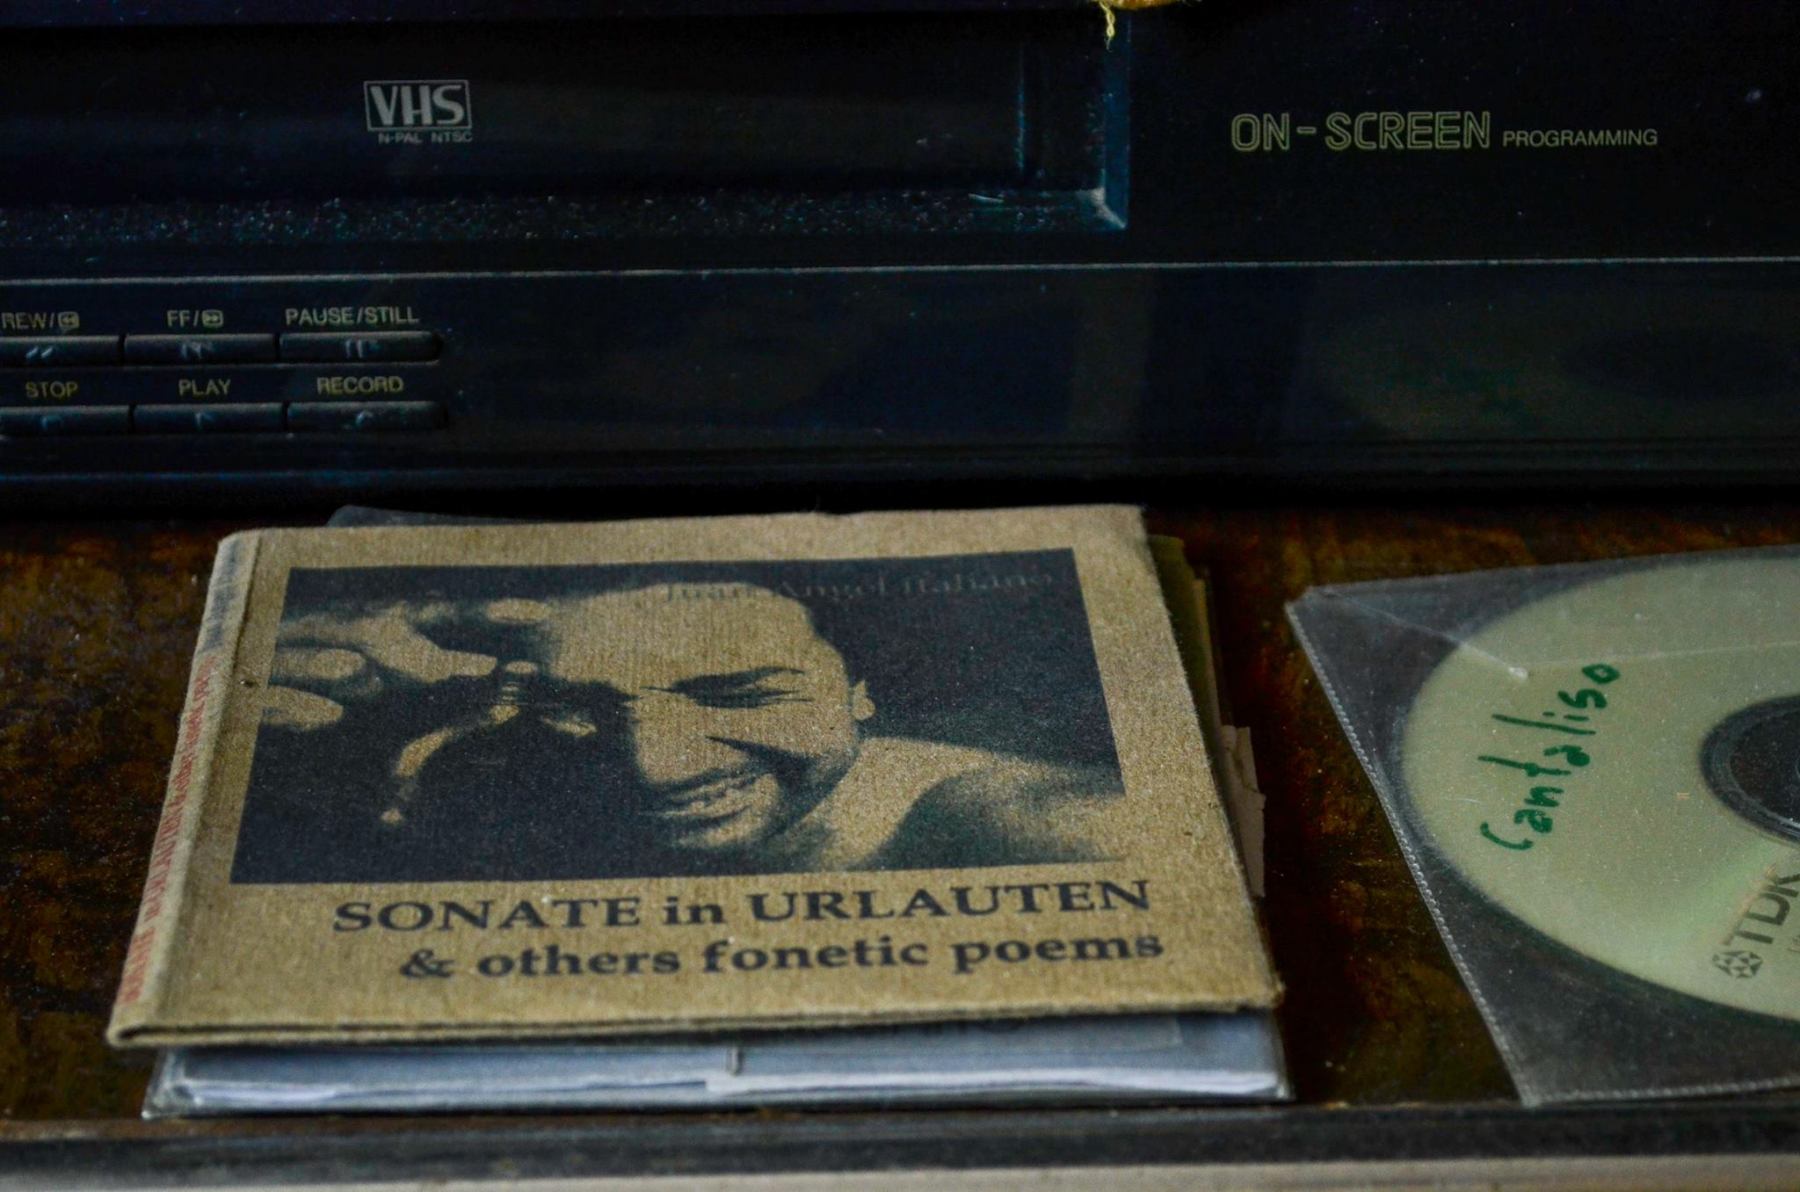 VHS
N-PAL NTSC
ON-SCREEN PROGRAMMING
REW/ FF/ PAUSE/STILL
STOP PLAY RECORD
Juan Angel Italiano
SONATE in URLAUTEN
& others fonetic poems
Cantaliso
TDK